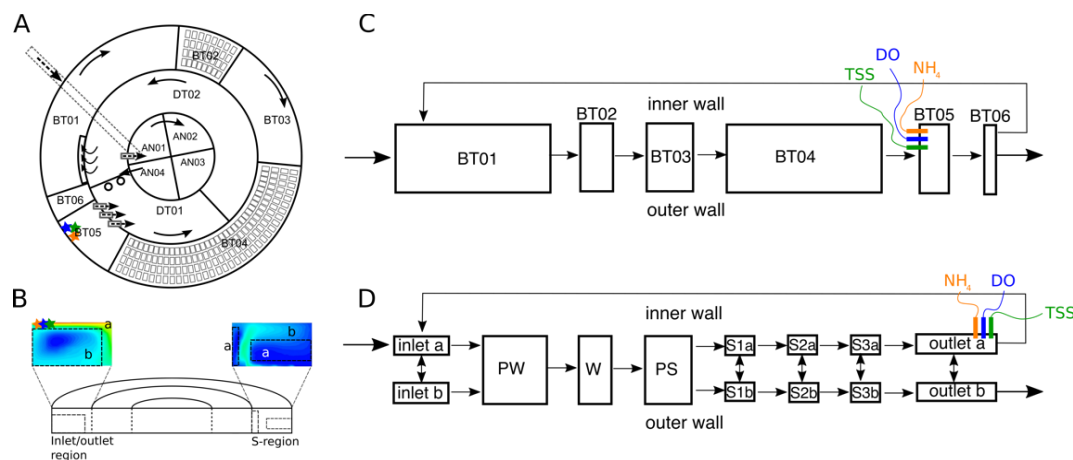 A
BT02
DT02
BT01
BT03
AN02
AN01
AN03
AN04
BT06
DT01
BT05
BT04
B
a
b
b
a
a
Inlet/outlet
region
S-region
C
DO
NH4
TSS
inner wall
BT05
BT06
BT02
BT01
BT03
BT04
outer wall
D
NH4
DO
TSS
inner wall
inlet a
S1a
S2a
S3a
outlet a
PW
W
PS
inlet b
S1b
S2b
S3b
outlet b
outer wall